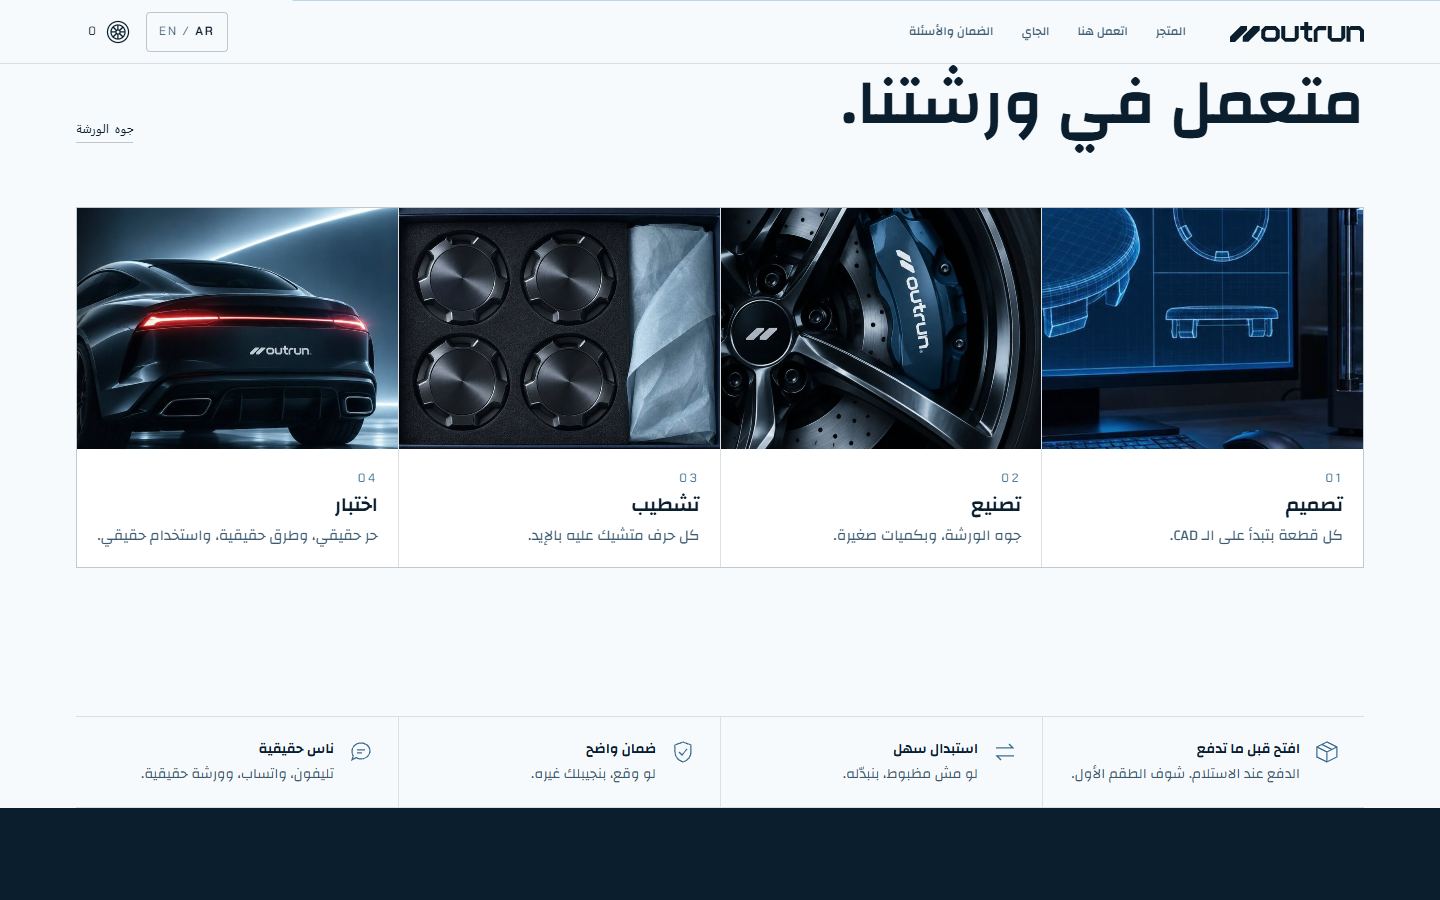 outrun
المتجر
اتعمل هنا
الجاي
الضمان والأسئلة
EN / AR
0
متعمل في ورشتنا.
جوه الورشة
outrun
outrun
01
تصميم
كل قطعة بتبدأ على الـ CAD.
02
تصنيع
جوه الورشة، وبكميات صغيرة.
03
تشطيب
كل حرف متشيك عليه بالإيد.
04
اختبار
حر حقيقي، وطرق حقيقية، واستخدام حقيقي.
افتح قبل ما تدفع
الدفع عند الاستلام. شوف الطقم الأول.
استبدال سهل
لو مش مظبوط، بنبدّله.
ضمان واضح
لو وقع، بنجيبلك غيره.
ناس حقيقية
تليفون، واتساب، وورشة حقيقية.